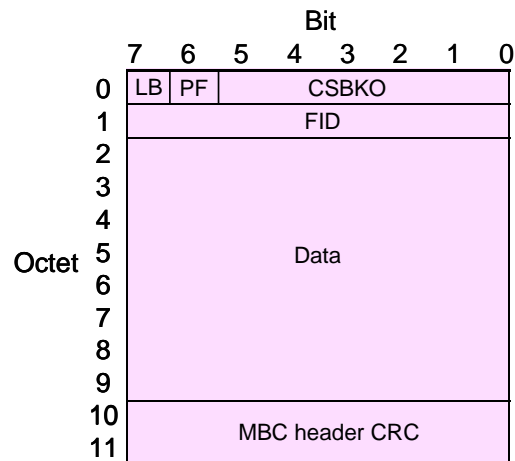 Bit
7 6 5 4 3 2 1 0
0 LB PF CSBKO
1 FID
2
3
4
Octet 5 Data
6
7
8
9
10
MBC header CRC
11